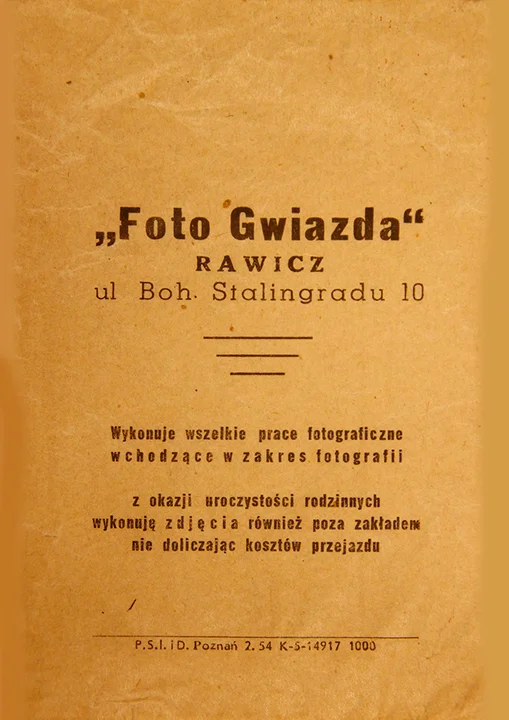 „Foto Gwiazda“
RAWICZ
ul Boh. Stalingradu 10
Wykonuje wszelkie prace fotograficzne
wchodzące w zakres fotografii
z okazji uroczystości rodzinnych
wykonuję zdjęcia również poza zakładem
nie doliczając kosztów przejazdu
P.S.I. i D. Poznań 2. 54 K-5-14917 1000